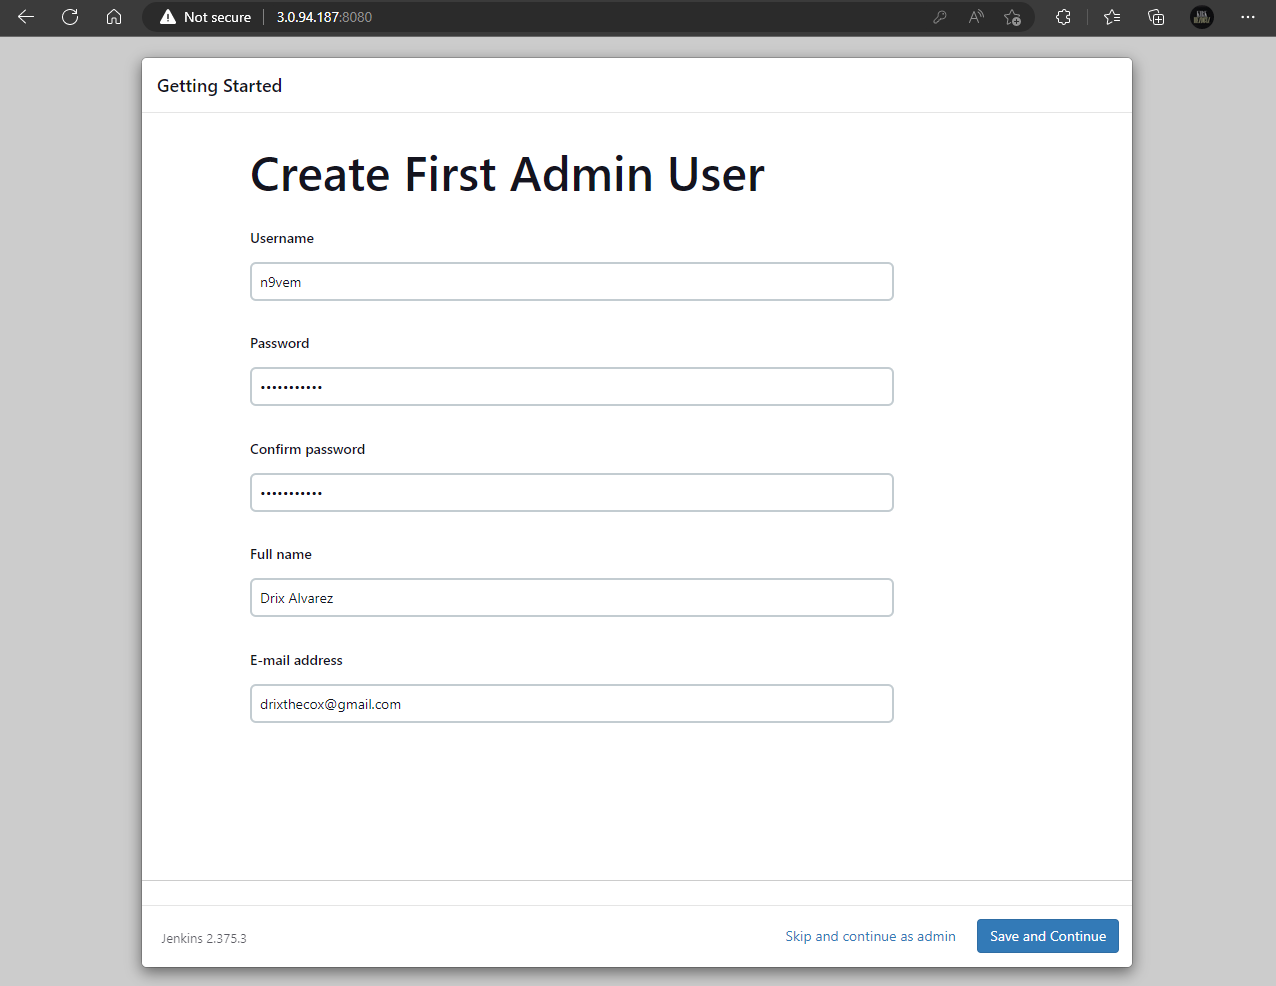 Not secure 3.0.94.187:8080
Getting Started
Create First Admin User
Username
n9vem
Password
•••••••••••
Confirm password
•••••••••••
Full name
Drix Alvarez
E-mail address
drixthecox@gmail.com
Jenkins 2.375.3 Skip and continue as admin Save and Continue